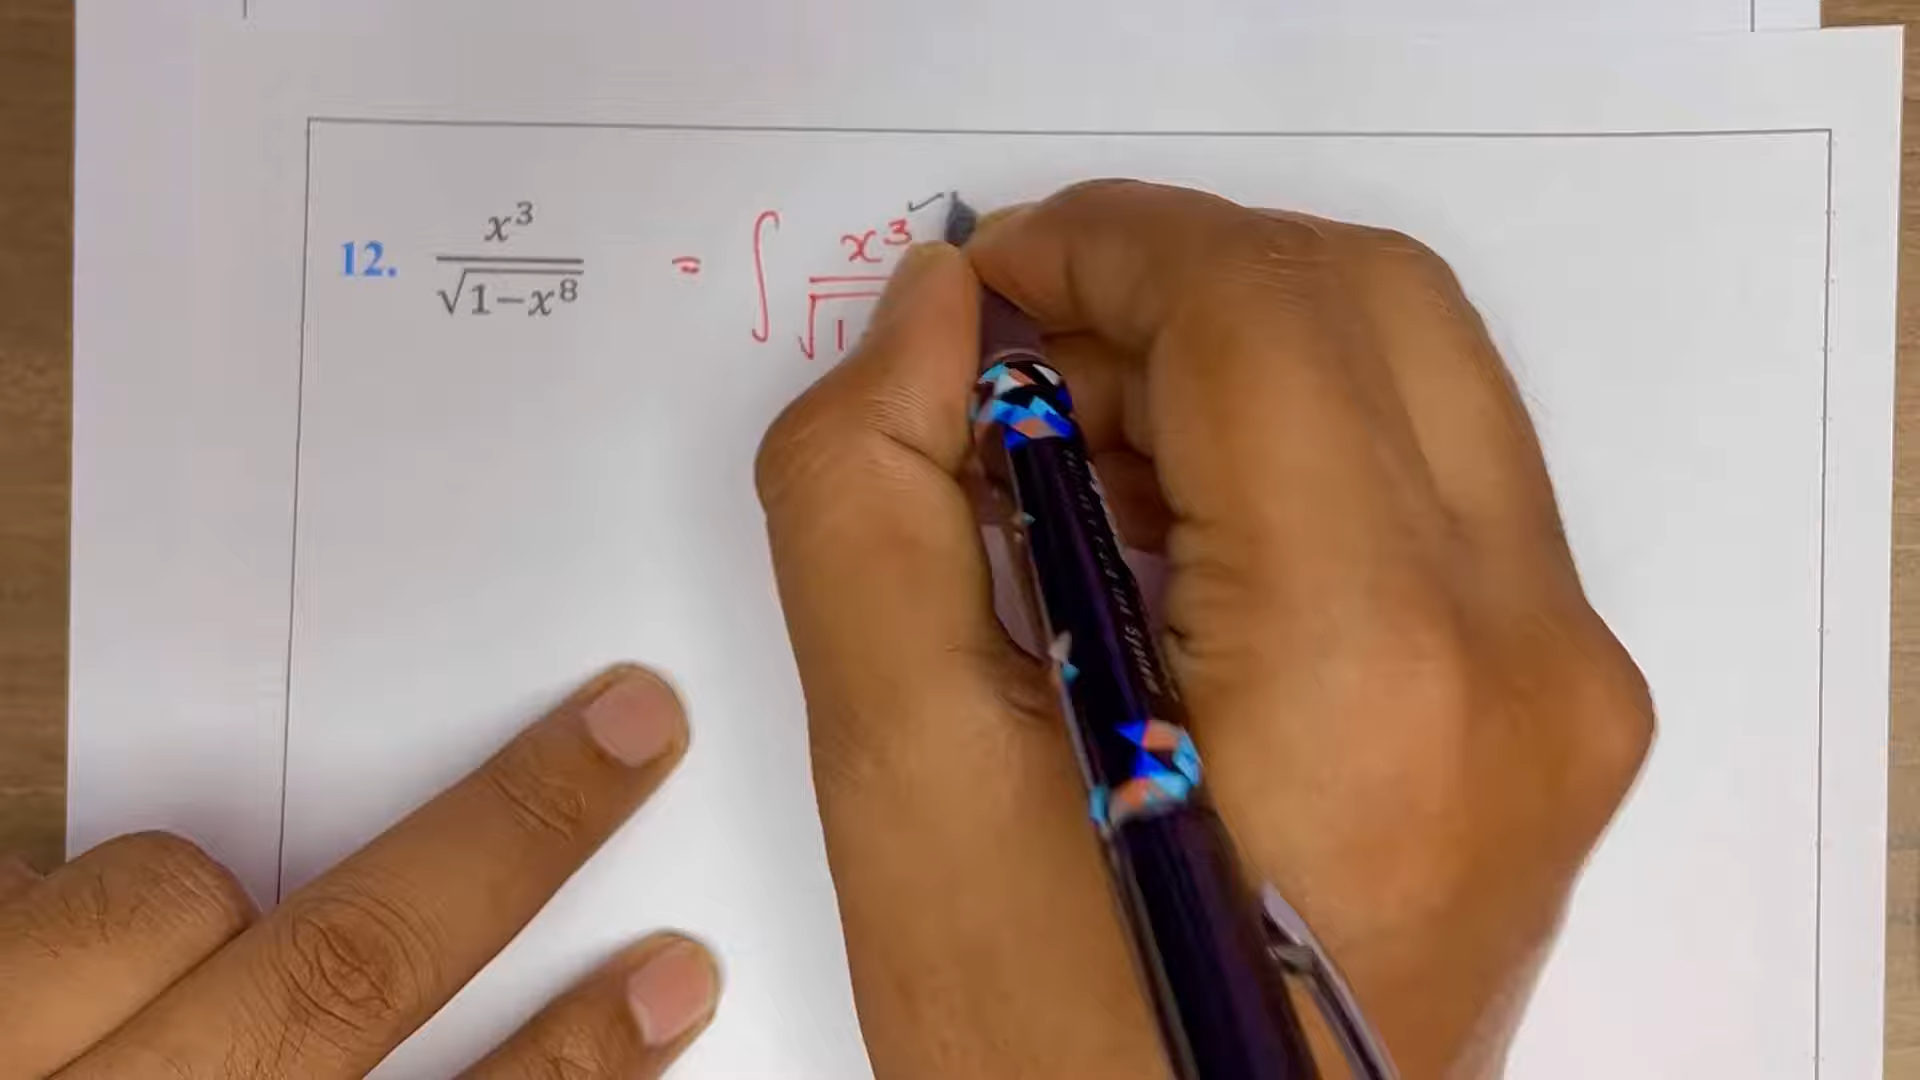 12. x³/√1−x⁸ = ∫ x³/√1